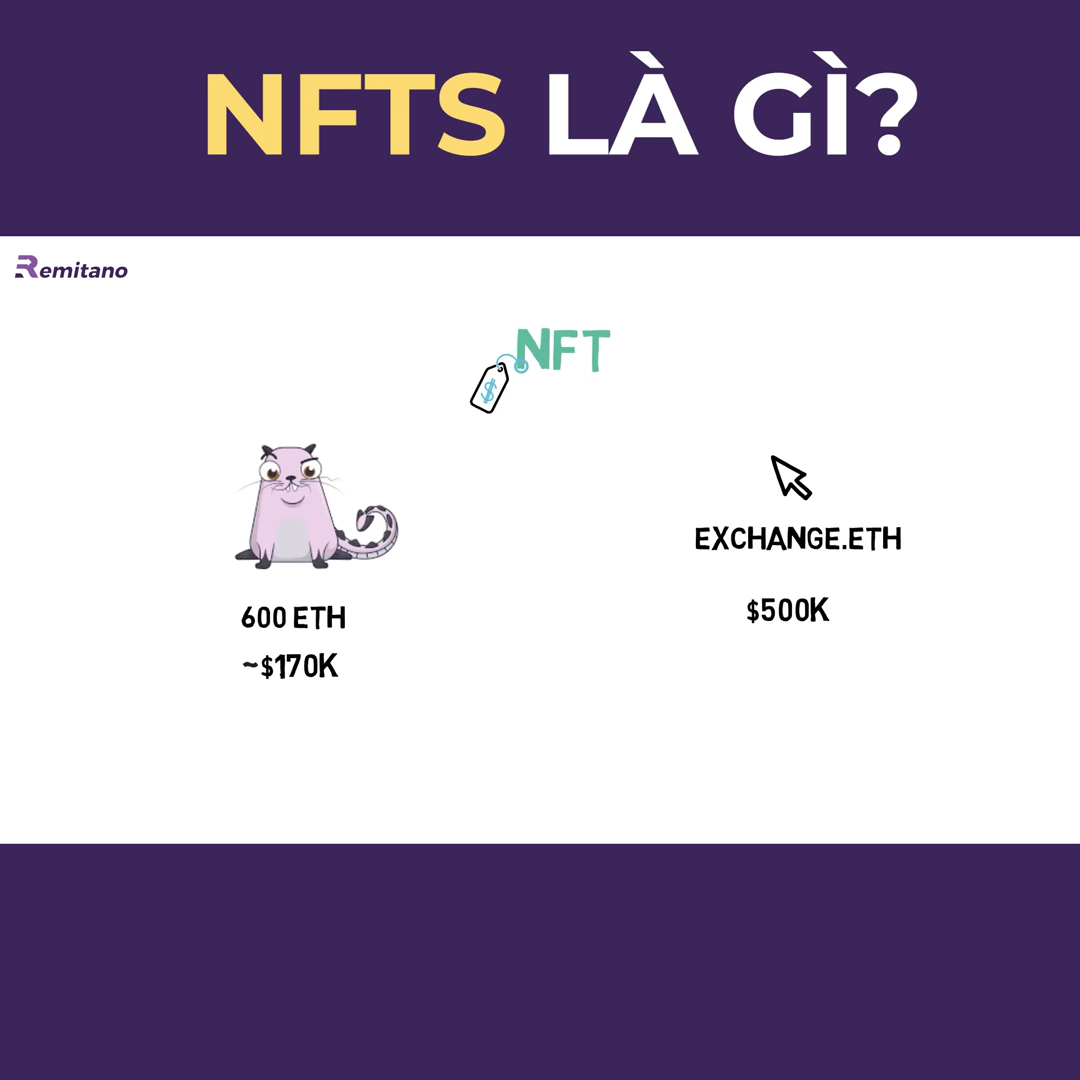 NFTS LÀ GÌ?
Remitano
NFT
$
EXCHANGE.ETH
600 ETH
$500K
~$170K